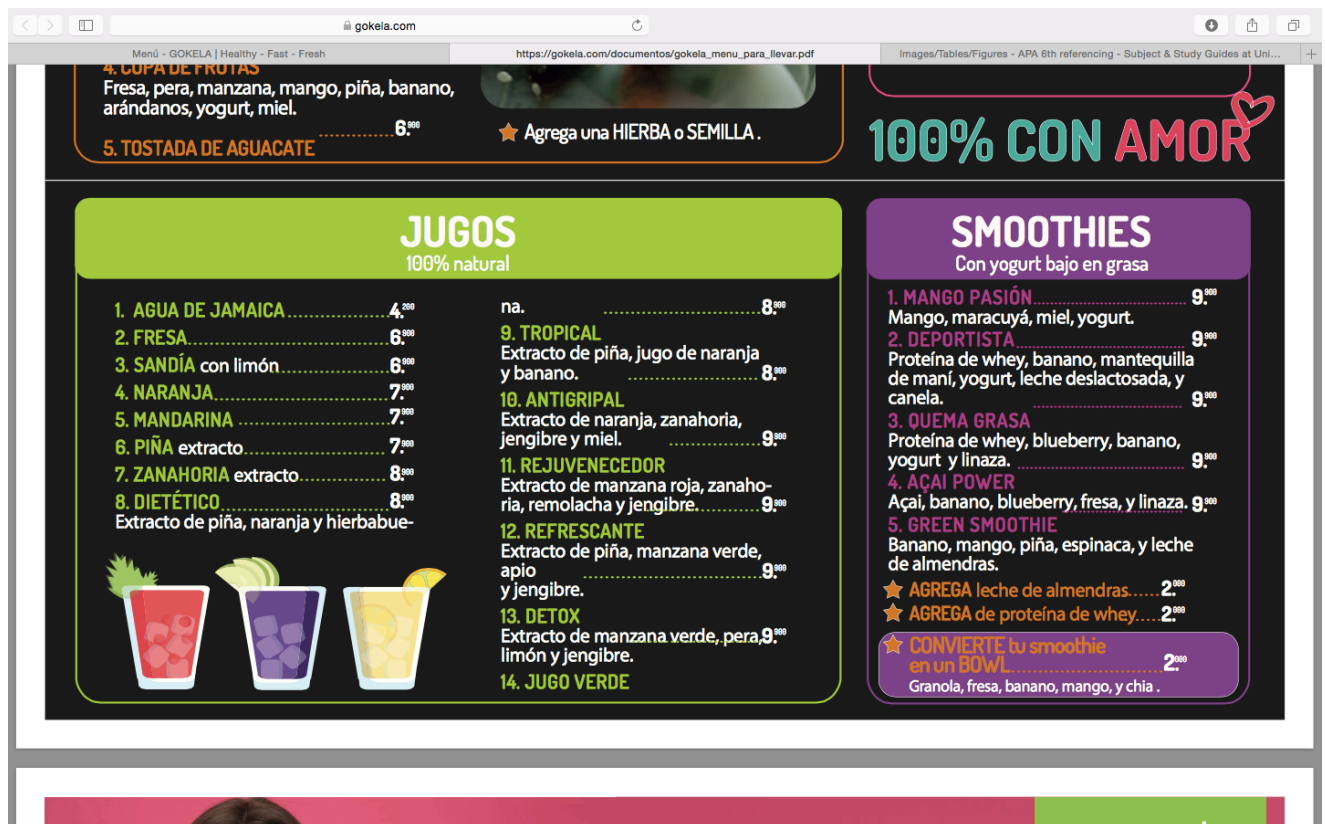 gokela.com
Menú - GOKELA | Healthy - Fast - Fresh
https://gokela.com/documentos/gokela_menu_para_llevar.pdf
Images/Tables/Figures - APA 6th referencing - Subject & Study Guides at Uni...
4. COPA DE FRUTAS
Fresa, pera, manzana, mango, piña, banano,
arándanos, yogurt, miel.
6.900
5. TOSTADA DE AGUACATE
Agrega una HIERBA o SEMILLA .
100% CON AMOR
JUGOS
100% natural
1. AGUA DE JAMAICA 4.200
2. FRESA 6.900
3. SANDÍA con limón 6.900
4. NARANJA 7.900
5. MANDARINA 7.900
6. PIÑA extracto 7.900
7. ZANAHORIA extracto 8.900
8. DIETÉTICO 8.900
Extracto de piña, naranja y hierbabue-
na. 8.900
9. TROPICAL
Extracto de piña, jugo de naranja
y banano. 8.900
10. ANTIGRIPAL
Extracto de naranja, zanahoria,
jengibre y miel. 9.900
11. REJUVENECEDOR
Extracto de manzana roja, zanaho-
ria, remolacha y jengibre. 9.900
12. REFRESCANTE
Extracto de piña, manzana verde,
apio 9.900
y jengibre.
13. DETOX
Extracto de manzana verde, pera, 9.900
limón y jengibre.
14. JUGO VERDE
SMOOTHIES
Con yogurt bajo en grasa
1. MANGO PASIÓN 9.900
Mango, maracuyá, miel, yogurt.
2. DEPORTISTA 9.900
Proteína de whey, banano, mantequilla
de maní, yogurt, leche deslactosada, y
canela. 9.900
3. QUEMA GRASA
Proteína de whey, blueberry, banano,
yogurt y linaza. 9.900
4. AÇAI POWER
Açai, banano, blueberry, fresa, y linaza. 9.900
5. GREEN SMOOTHIE
Banano, mango, piña, espinaca, y leche
de almendras.
AGREGA leche de almendras 2.000
AGREGA de proteína de whey 2.000
CONVIERTE tu smoothie
en un BOWL 2.000
Granola, fresa, banano, mango, y chia .